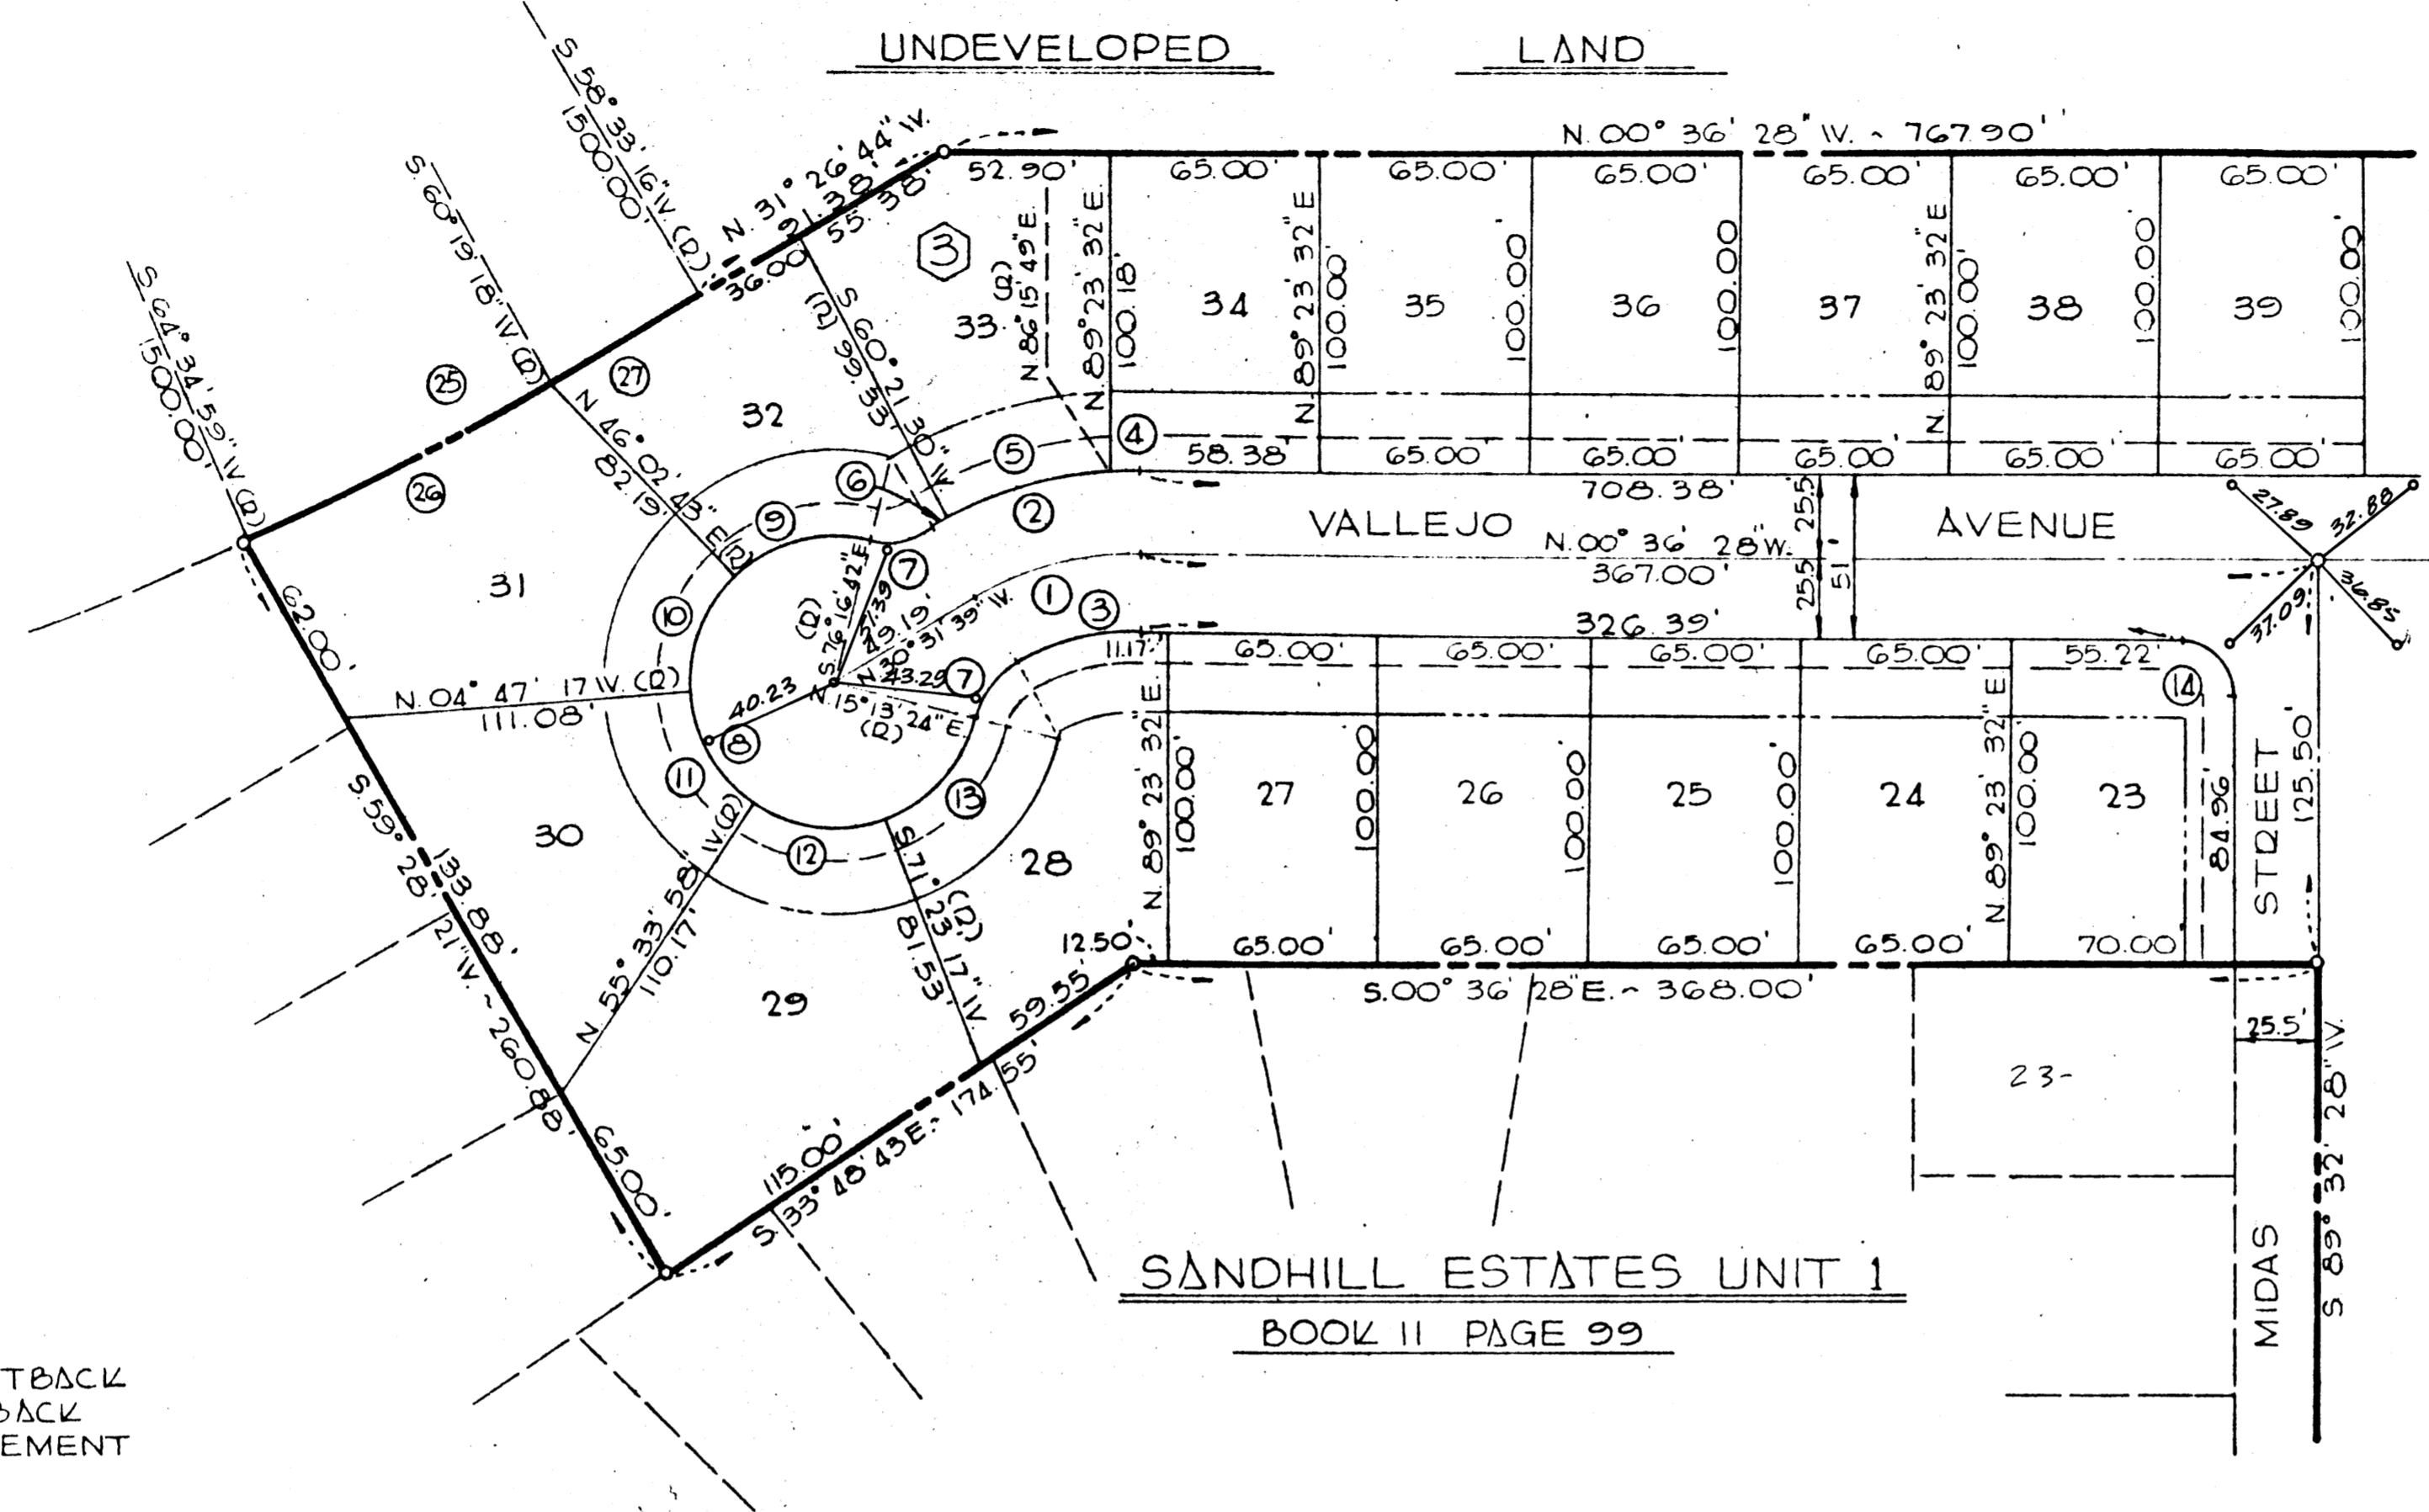 UNDEVELOPED LAND
N. 00° 36' 28" W. ~ 767.90'
S 58° 33' 16" W. (R)
1500.00'
S. 60° 19' 18" W. (R)
S 64° 34' 59" W. (R)
1500.00'
N. 31° 26' 44" W.
91.38'
55.38'
36.00
52.90'
65.00'
65.00'
65.00'
65.00'
65.00'
65.00'
3
33
N. 86° 15' 49" E.
(R)
N. 89° 23' 32" E.
100.18'
34
N. 89° 23' 32" E
100.00'
35
100.00'
36
100.00
37
N. 89° 23' 32" E
100.00'
38
100.00'
39
100.00'
S 60° 21' 30" W.
(R) 99.33'
25
27
32
26
N 46° 02' 43" E (R)
82.19'
31
62.00'
4
5
6
9
2
58.38'
65.00'
65.00'
65.00'
65.00'
65.00'
708.38'
VALLEJO AVENUE
N. 00° 36' 28" W.
367.00'
25.5'
25.5'
51'
27.89
32.88
37.09
36.85
7
1
3
10
S. 76° 16' 42" E
(R)
37.39
49.19'
N. 30° 31' 39" W.
43.29
7
N. 15° 13' 24" E.
(R)
40.23
8
N. 04° 47' 17 W. (R)
111.08'
326.39'
11.17'
65.00'
65.00'
65.00'
65.00'
55.22'
14
11
12
13
30
N 55° 33' 58" W. (R)
110.17'
S. 71° 23' 17" W.
(R)
81.53'
28
29
N. 89° 23' 32" E.
100.00'
27
100.00
26
100.00'
25
100.00'
24
N. 89° 23' 32" E
100.00'
23
84.96'
STREET
125.50'
12.50'
65.00'
65.00'
65.00'
65.00'
70.00'
S. 00° 36' 28" E. ~ 368.00'
59.55'
115.00'
S. 33° 48' 43 E. ~ 174.55'
133.88'
S. 59° 28' 21" W. ~ 260.88'
65.00'
25.5'
23-
S 89° 32' 28" W.
MIDAS
SANDHILL ESTATES UNIT 1
BOOK 11 PAGE 99
TBACK
BACK
EMENT